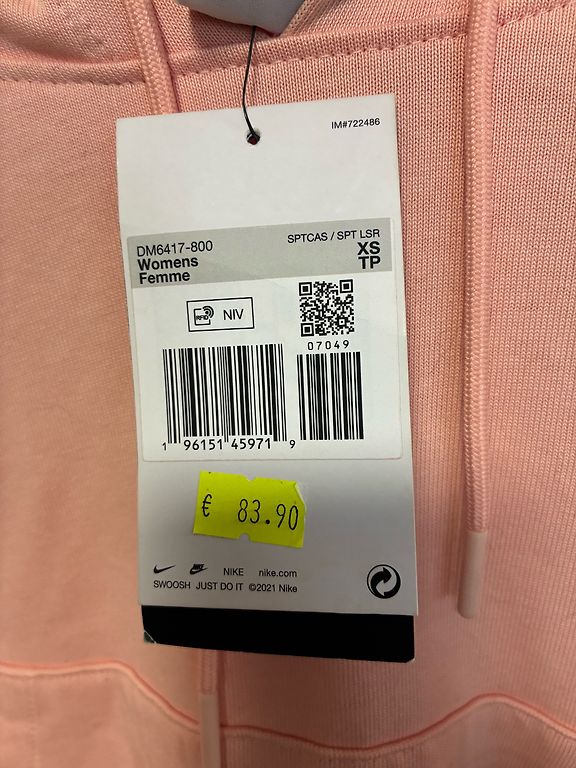 IM#722486
DM6417-800
SPTCAS / SPT LSR
Womens
XS
Femme
TP
RFID
NIV
07049
1 96151 45971 9
€ 83.90
NIKE nike.com
SWOOSH JUST DO IT ©2021 Nike